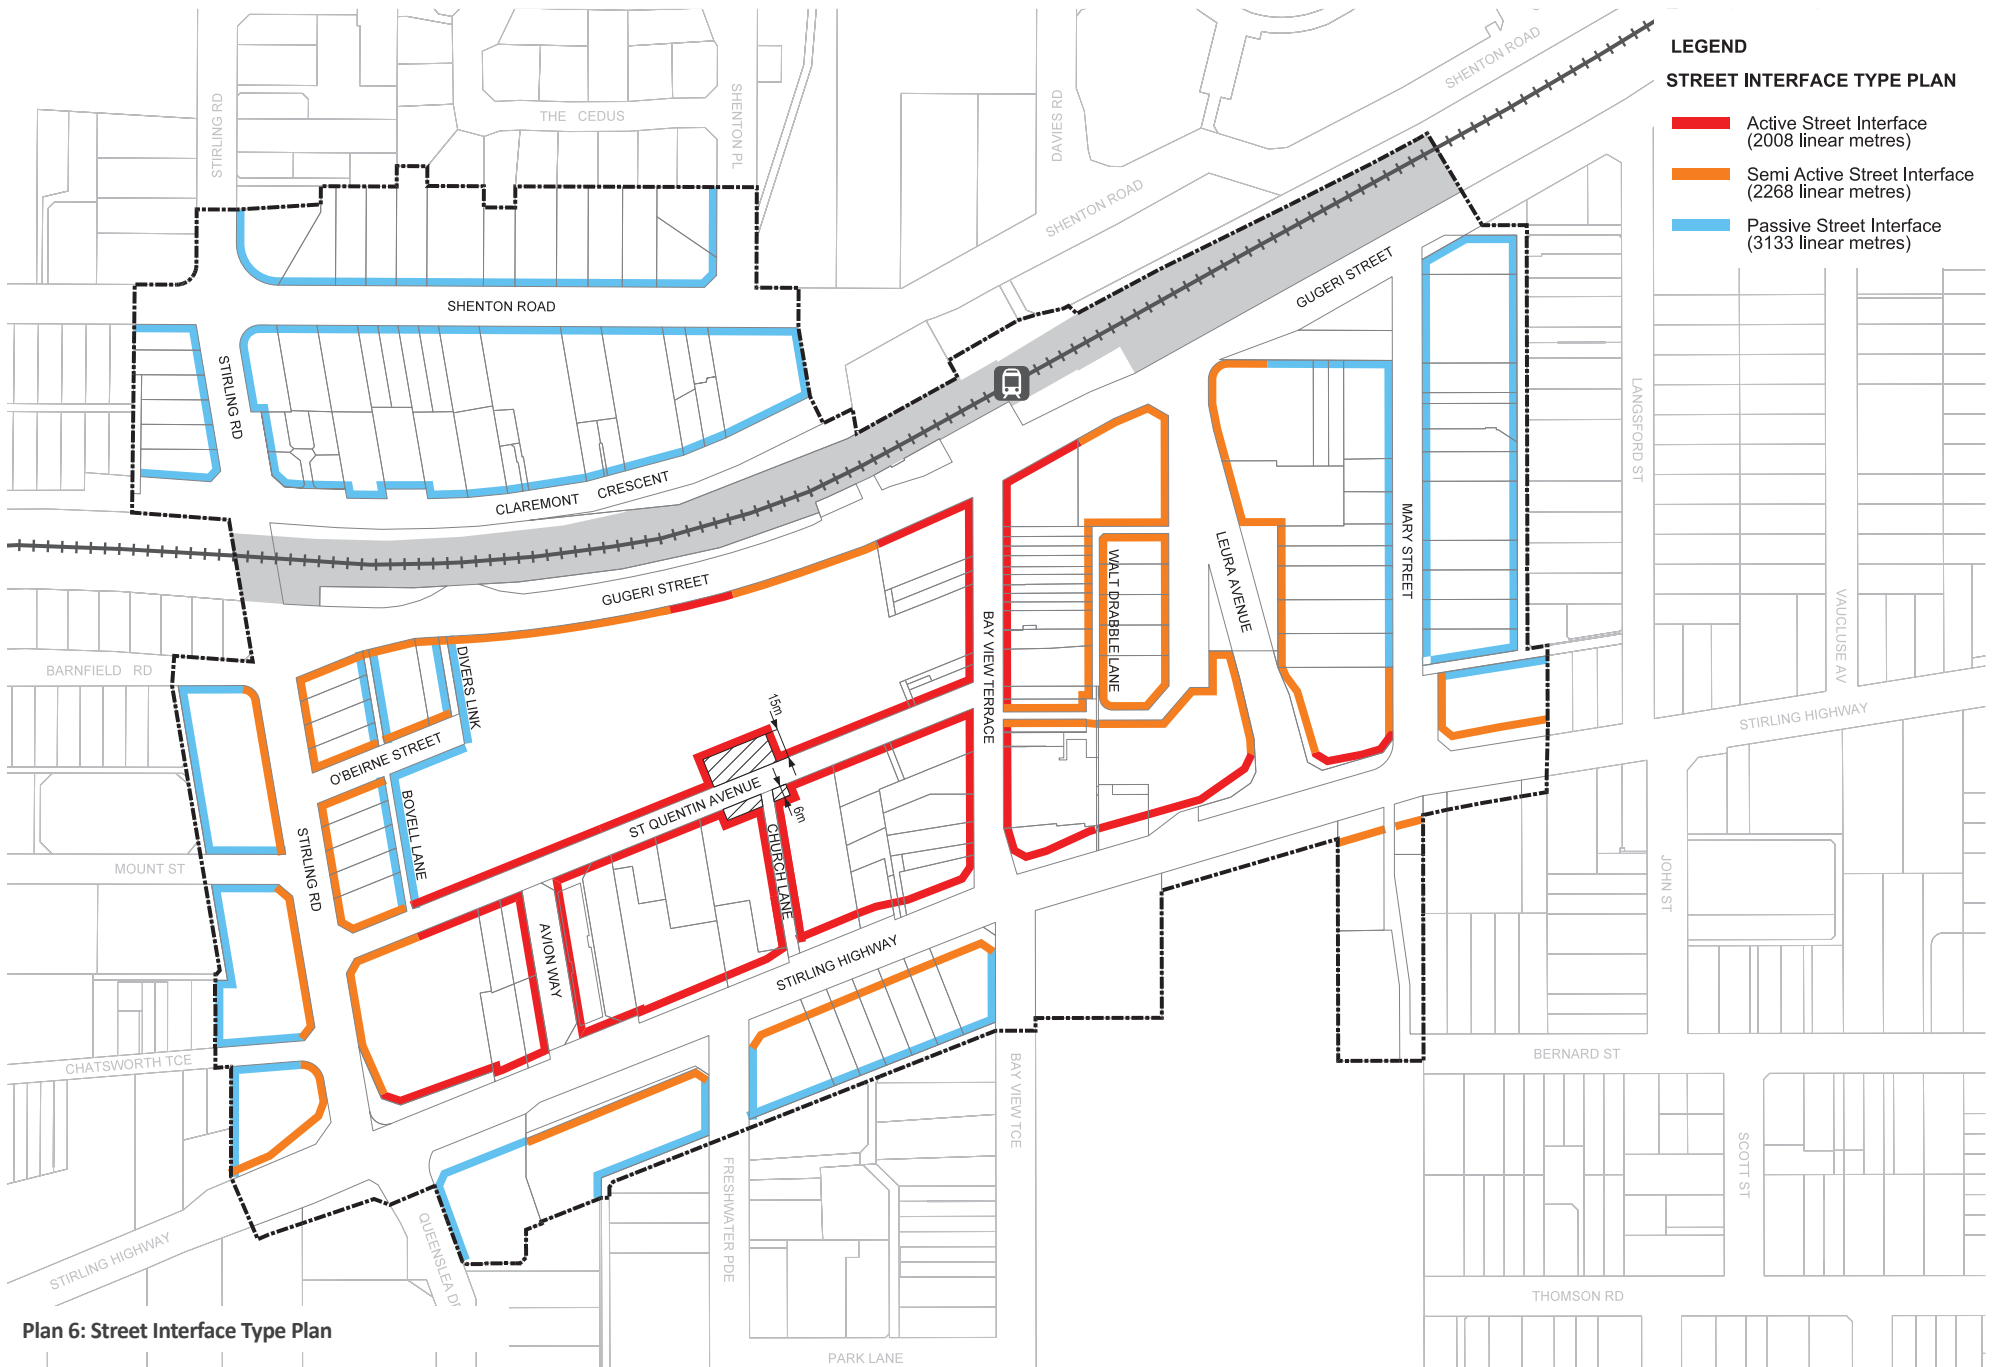 LEGEND
STREET INTERFACE TYPE PLAN
Active Street Interface
(2008 linear metres)
Semi Active Street Interface
(2268 linear metres)
Passive Street Interface
(3133 linear metres)
SHENTON ROAD
STIRLING RD
THE CEDUS
SHENTON PL
DAVIES RD
SHENTON ROAD
SHENTON ROAD
STIRLING RD
CLAREMONT CRESCENT
GUGERI STREET
GUGERI STREET
LANGSFORD ST
MARY STREET
LEURA AVENUE
WALT DRABBLE LANE
BAY VIEW TERRACE
VAUCLUSE AV
BARNFIELD RD
DIVERS LINK
O'BEIRNE STREET
15m
6m
ST QUENTIN AVENUE
CHURCH LANE
BOVELL LANE
STIRLING RD
STIRLING HIGHWAY
MOUNT ST
JOHN ST
AVION WAY
STIRLING HIGHWAY
CHATSWORTH TCE
BERNARD ST
BAY VIEW TCE
SCOTT ST
FRESHWATER PDE
QUEENSLEA
STIRLING HIGHWAY
THOMSON RD
PARK LANE
Plan 6: Street Interface Type Plan